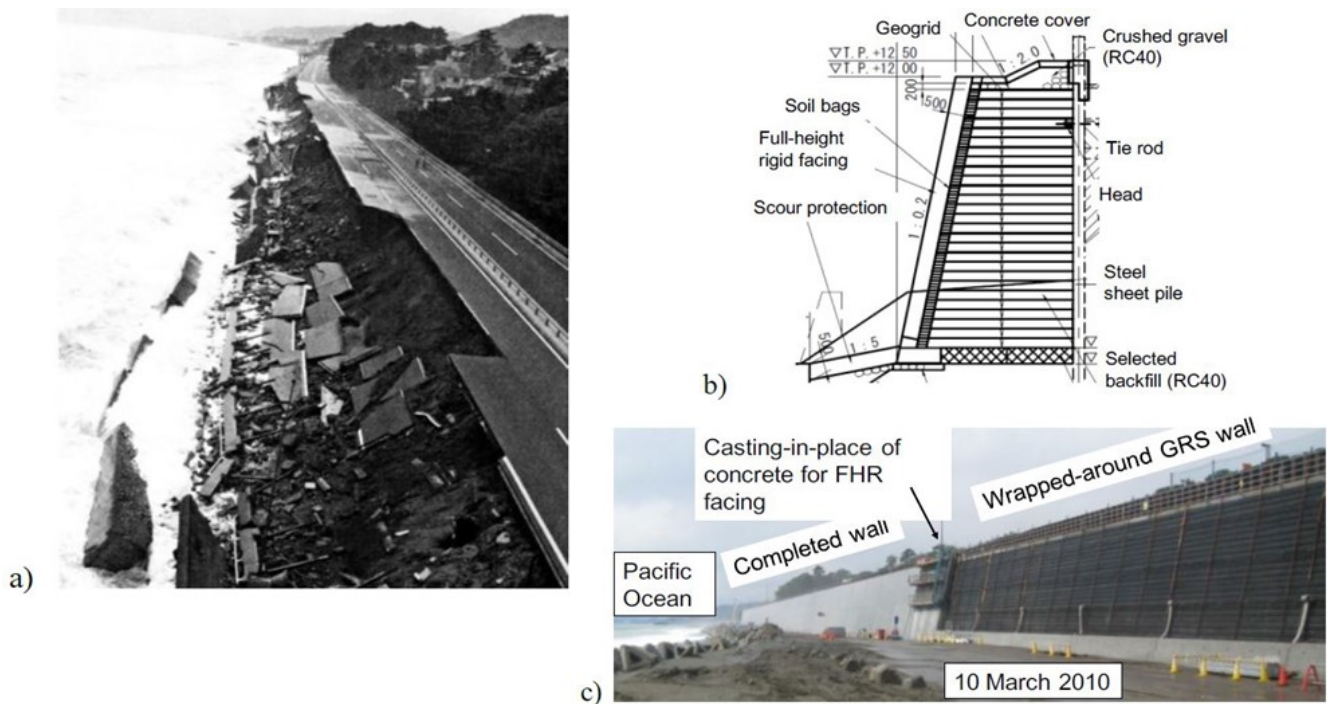 a)
b)
Geogrid
Concrete cover
Crushed gravel
(RC40)
▽T. P. +12 50
▽T. P. +12 00
1:2.0
200
500
Soil bags
Full-height
rigid facing
Tie rod
Head
1:0.2
Scour protection
Steel
sheet pile
500
1:5
Selected
backfill (RC40)
c)
Casting-in-place of
concrete for FHR
facing
Wrapped-around GRS wall
Completed wall
Pacific
Ocean
10 March 2010